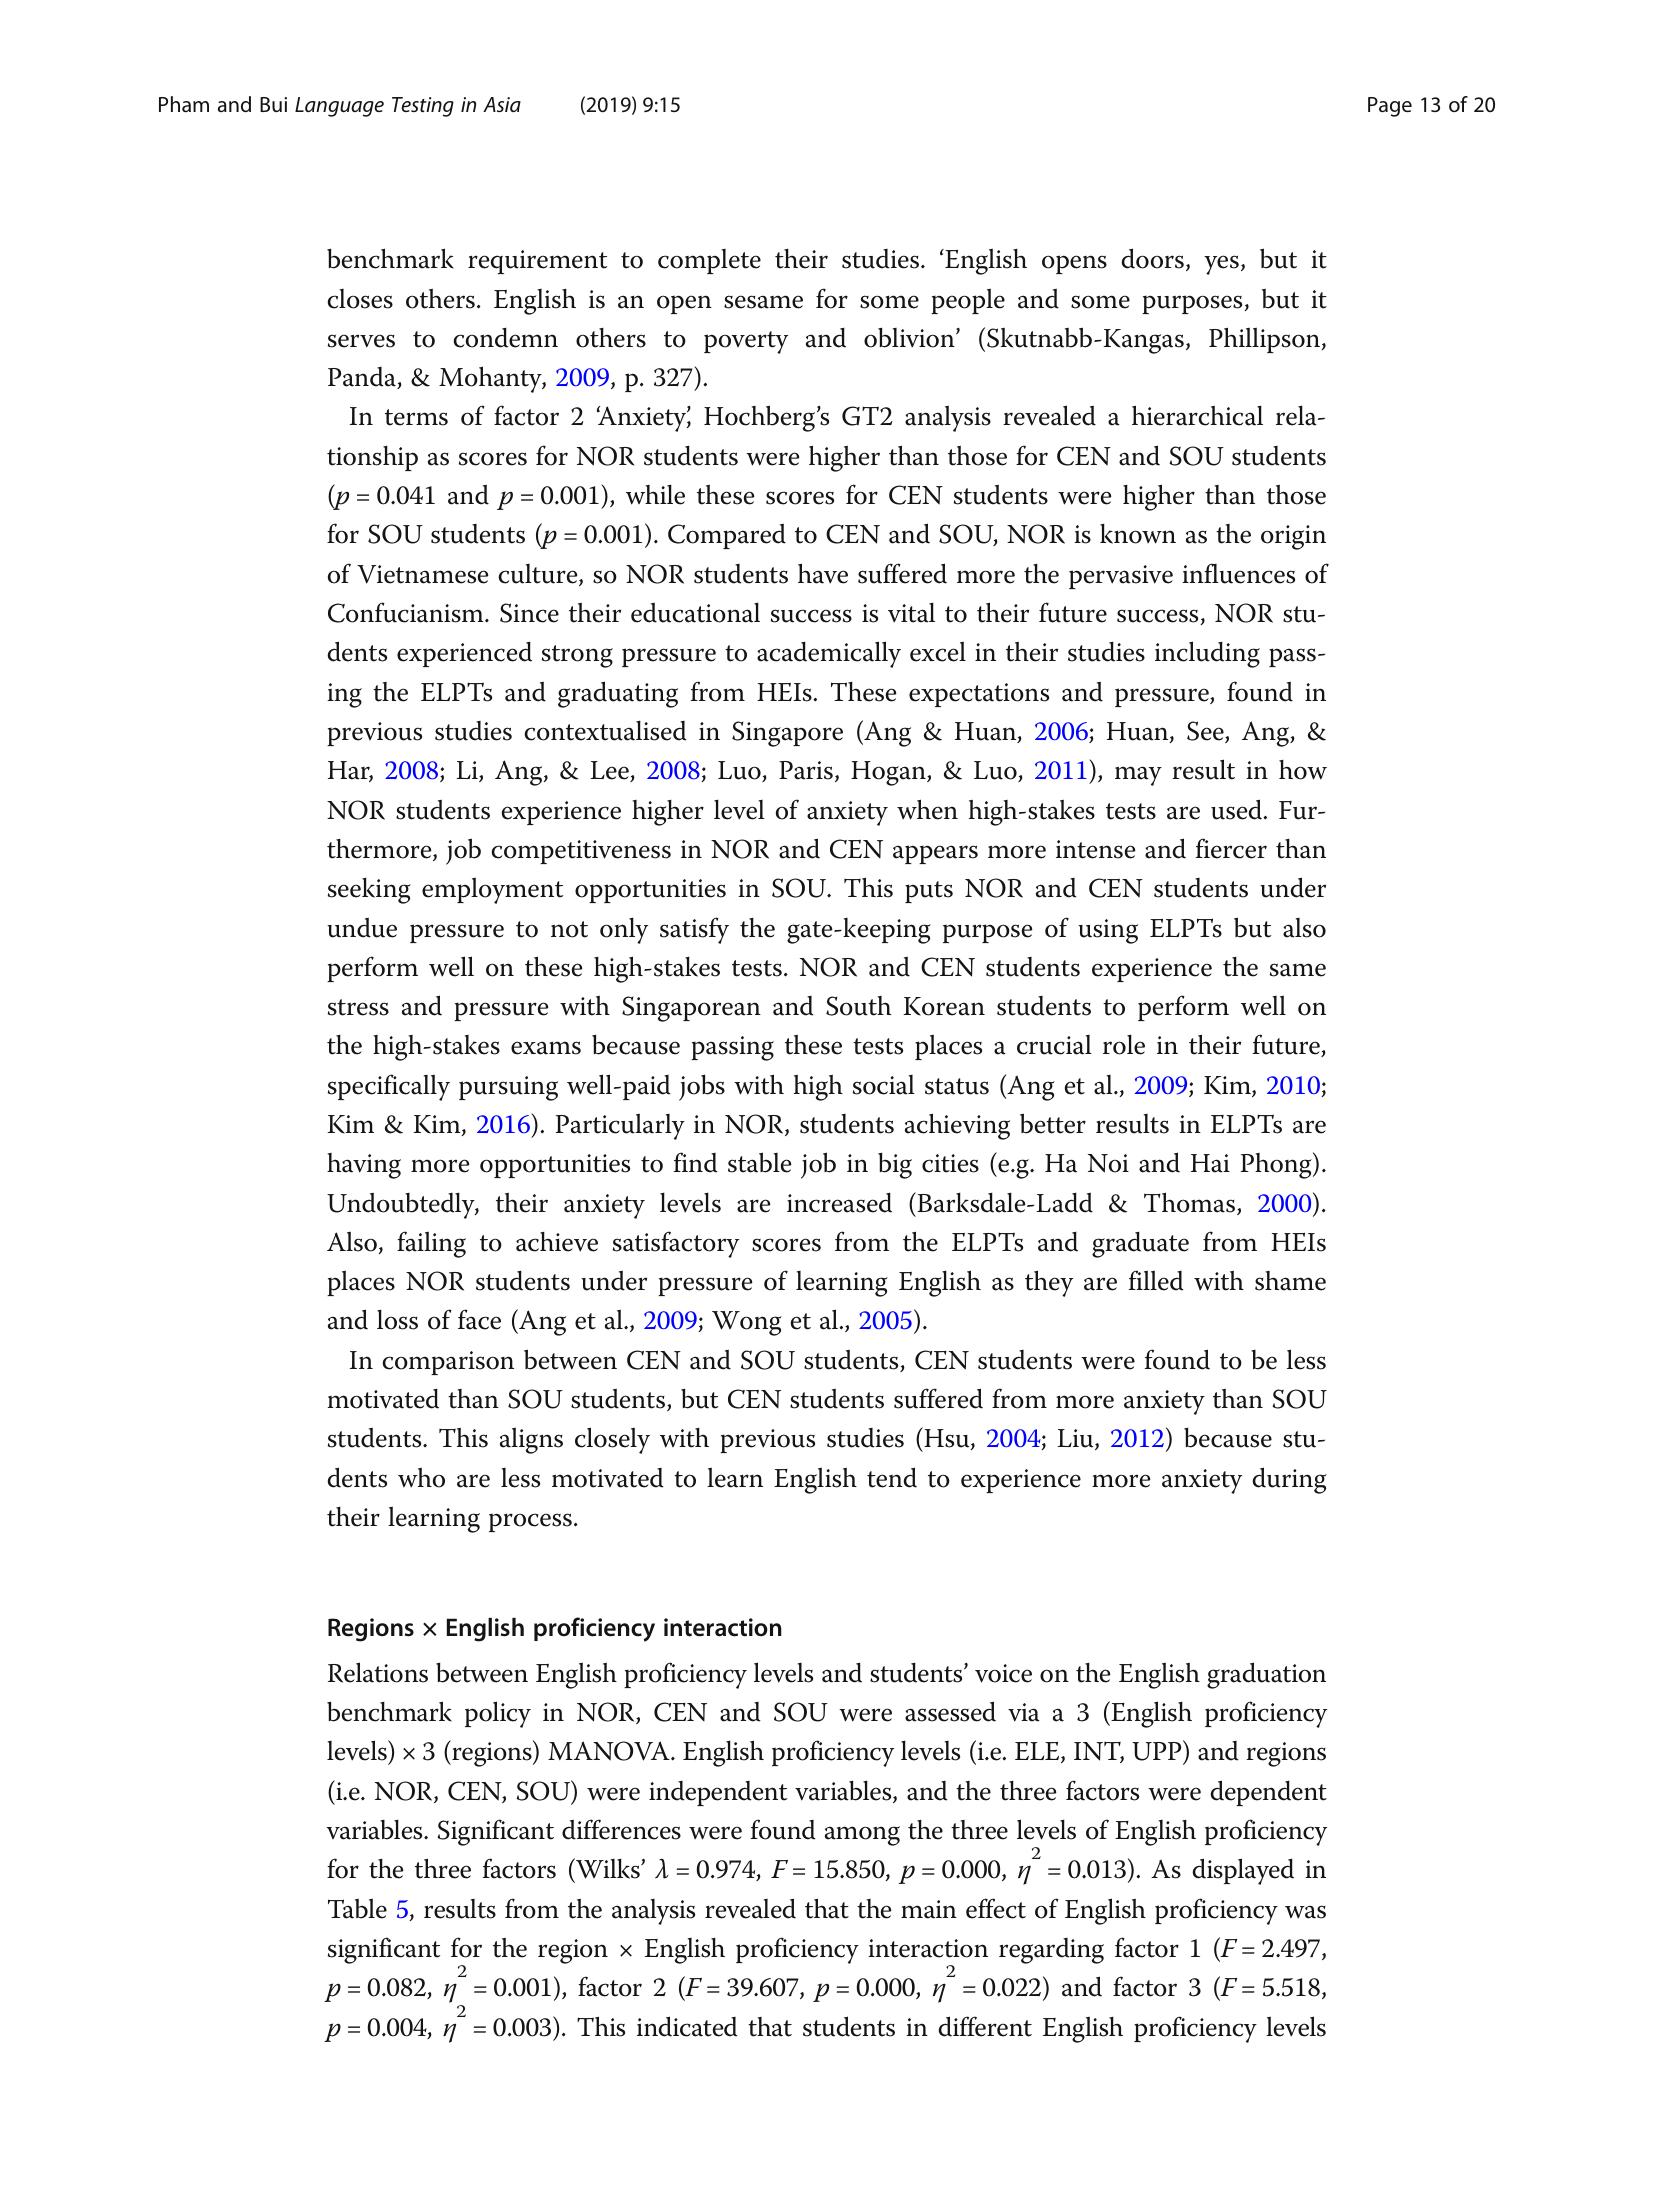 Pham and Bui Language Testing in Asia (2019) 9:15 Page 13 of 20
benchmark requirement to complete their studies. ‘English opens doors, yes, but it
closes others. English is an open sesame for some people and some purposes, but it
serves to condemn others to poverty and oblivion’ (Skutnabb-Kangas, Phillipson,
Panda, & Mohanty, 2009, p. 327).
In terms of factor 2 ‘Anxiety’, Hochberg’s GT2 analysis revealed a hierarchical rela-
tionship as scores for NOR students were higher than those for CEN and SOU students
(p = 0.041 and p = 0.001), while these scores for CEN students were higher than those
for SOU students (p = 0.001). Compared to CEN and SOU, NOR is known as the origin
of Vietnamese culture, so NOR students have suffered more the pervasive influences of
Confucianism. Since their educational success is vital to their future success, NOR stu-
dents experienced strong pressure to academically excel in their studies including pass-
ing the ELPTs and graduating from HEIs. These expectations and pressure, found in
previous studies contextualised in Singapore (Ang & Huan, 2006; Huan, See, Ang, &
Har, 2008; Li, Ang, & Lee, 2008; Luo, Paris, Hogan, & Luo, 2011), may result in how
NOR students experience higher level of anxiety when high-stakes tests are used. Fur-
thermore, job competitiveness in NOR and CEN appears more intense and fiercer than
seeking employment opportunities in SOU. This puts NOR and CEN students under
undue pressure to not only satisfy the gate-keeping purpose of using ELPTs but also
perform well on these high-stakes tests. NOR and CEN students experience the same
stress and pressure with Singaporean and South Korean students to perform well on
the high-stakes exams because passing these tests places a crucial role in their future,
specifically pursuing well-paid jobs with high social status (Ang et al., 2009; Kim, 2010;
Kim & Kim, 2016). Particularly in NOR, students achieving better results in ELPTs are
having more opportunities to find stable job in big cities (e.g. Ha Noi and Hai Phong).
Undoubtedly, their anxiety levels are increased (Barksdale-Ladd & Thomas, 2000).
Also, failing to achieve satisfactory scores from the ELPTs and graduate from HEIs
places NOR students under pressure of learning English as they are filled with shame
and loss of face (Ang et al., 2009; Wong et al., 2005).
In comparison between CEN and SOU students, CEN students were found to be less
motivated than SOU students, but CEN students suffered from more anxiety than SOU
students. This aligns closely with previous studies (Hsu, 2004; Liu, 2012) because stu-
dents who are less motivated to learn English tend to experience more anxiety during
their learning process.
Regions × English proficiency interaction
Relations between English proficiency levels and students’ voice on the English graduation
benchmark policy in NOR, CEN and SOU were assessed via a 3 (English proficiency
levels) × 3 (regions) MANOVA. English proficiency levels (i.e. ELE, INT, UPP) and regions
(i.e. NOR, CEN, SOU) were independent variables, and the three factors were dependent
variables. Significant differences were found among the three levels of English proficiency
for the three factors (Wilks’ λ = 0.974, F = 15.850, p = 0.000, η² = 0.013). As displayed in
Table 5, results from the analysis revealed that the main effect of English proficiency was
significant for the region × English proficiency interaction regarding factor 1 (F = 2.497,
p = 0.082, η² = 0.001), factor 2 (F = 39.607, p = 0.000, η² = 0.022) and factor 3 (F = 5.518,
p = 0.004, η² = 0.003). This indicated that students in different English proficiency levels